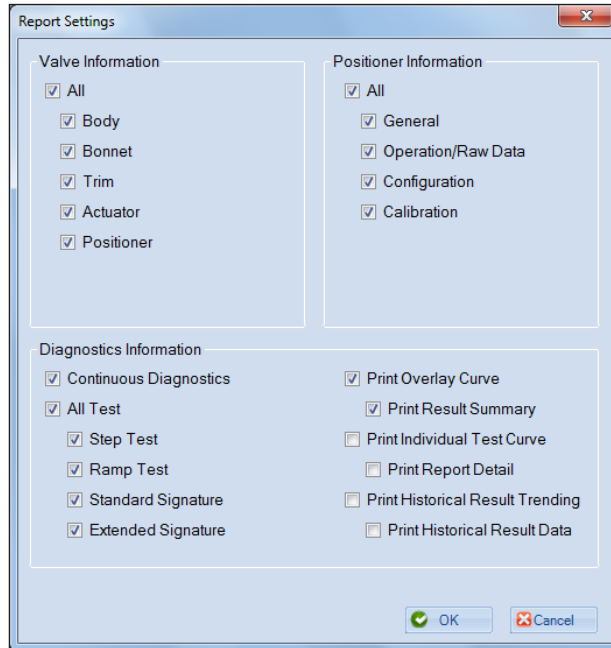 Report Settings
Valve Information
All
Body
Bonnet
Trim
Actuator
Positioner
Positioner Information
All
General
Operation/Raw Data
Configuration
Calibration
Diagnostics Information
Continuous Diagnostics
All Test
Step Test
Ramp Test
Standard Signature
Extended Signature
Print Overlay Curve
Print Result Summary
Print Individual Test Curve
Print Report Detail
Print Historical Result Trending
Print Historical Result Data
OK
Cancel